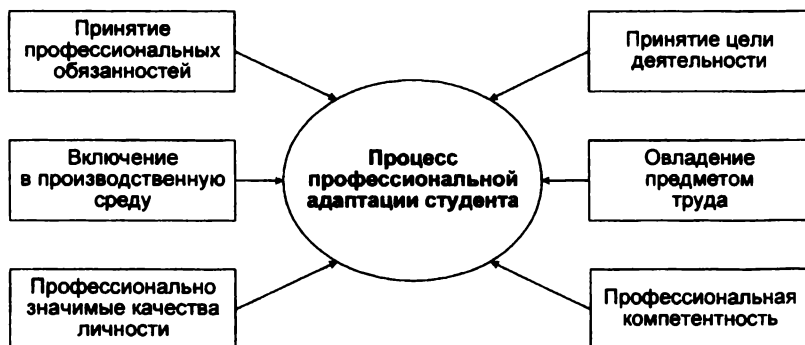 Принятие
профессиональных
обязанностей
Принятие цели
деятельности
Включение
в производственную
среду
Процесс
профессиональной
адаптации студента
Овладение
предметом
труда
Профессионально
значимые качества
личности
Профессиональная
компетентность